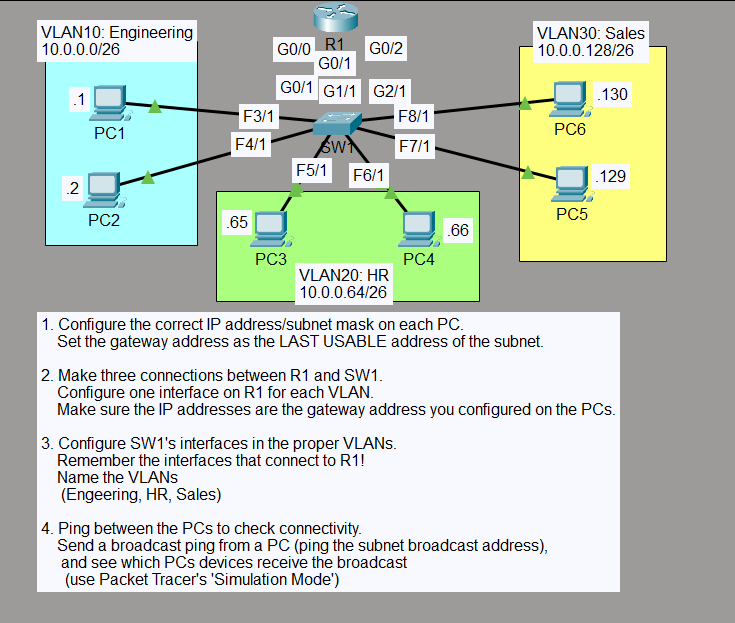 VLAN10: Engineering
10.0.0.0/26
VLAN30: Sales
10.0.0.128/26
G0/0
R1
G0/2
G0/1
G0/1
G1/1
G2/1
.1
PC1
F3/1
F8/1
.130
PC6
F4/1
SW1
F7/1
.2
PC2
F5/1
F6/1
.129
PC5
.65
PC3
.66
PC4
VLAN20: HR
10.0.0.64/26
1. Configure the correct IP address/subnet mask on each PC.
Set the gateway address as the LAST USABLE address of the subnet.
2. Make three connections between R1 and SW1.
Configure one interface on R1 for each VLAN.
Make sure the IP addresses are the gateway address you configured on the PCs.
3. Configure SW1's interfaces in the proper VLANs.
Remember the interfaces that connect to R1!
Name the VLANs
(Engeering, HR, Sales)
4. Ping between the PCs to check connectivity.
Send a broadcast ping from a PC (ping the subnet broadcast address),
and see which PCs devices receive the broadcast
(use Packet Tracer's 'Simulation Mode')